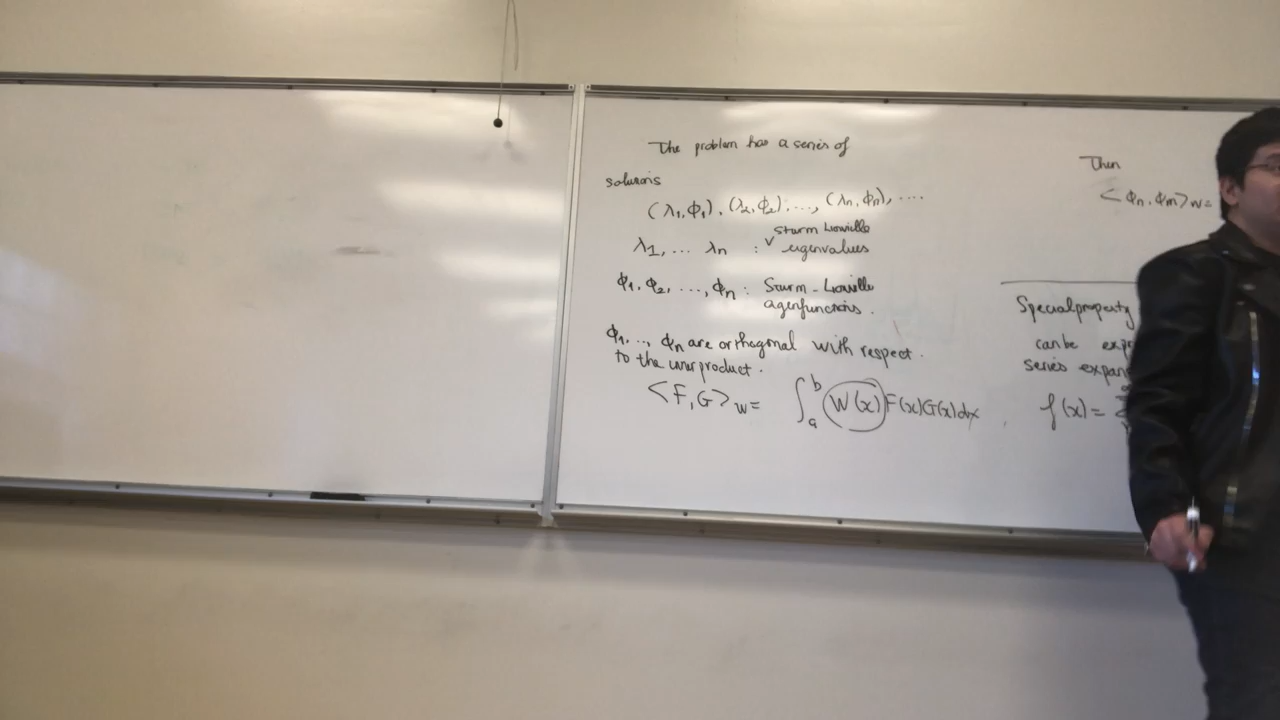 The problem has a series of
solutions
(λ1, ϕ1), (λ2, ϕ2), ..., (λn, ϕn), ....
Sturm Liouville
λ1, ... λn : ∨ eigenvalues
ϕ1, ϕ2, ..., ϕn : Sturm - Liouville
eigenfunctions.
ϕ1, .., ϕn are orthogonal with respect.
to the inner product.
<F,G>w = ∫_a^b W(x) F(x)G(x)dx
Then
<ϕn, ϕm>w =
Special property
can be
series
f(x) =